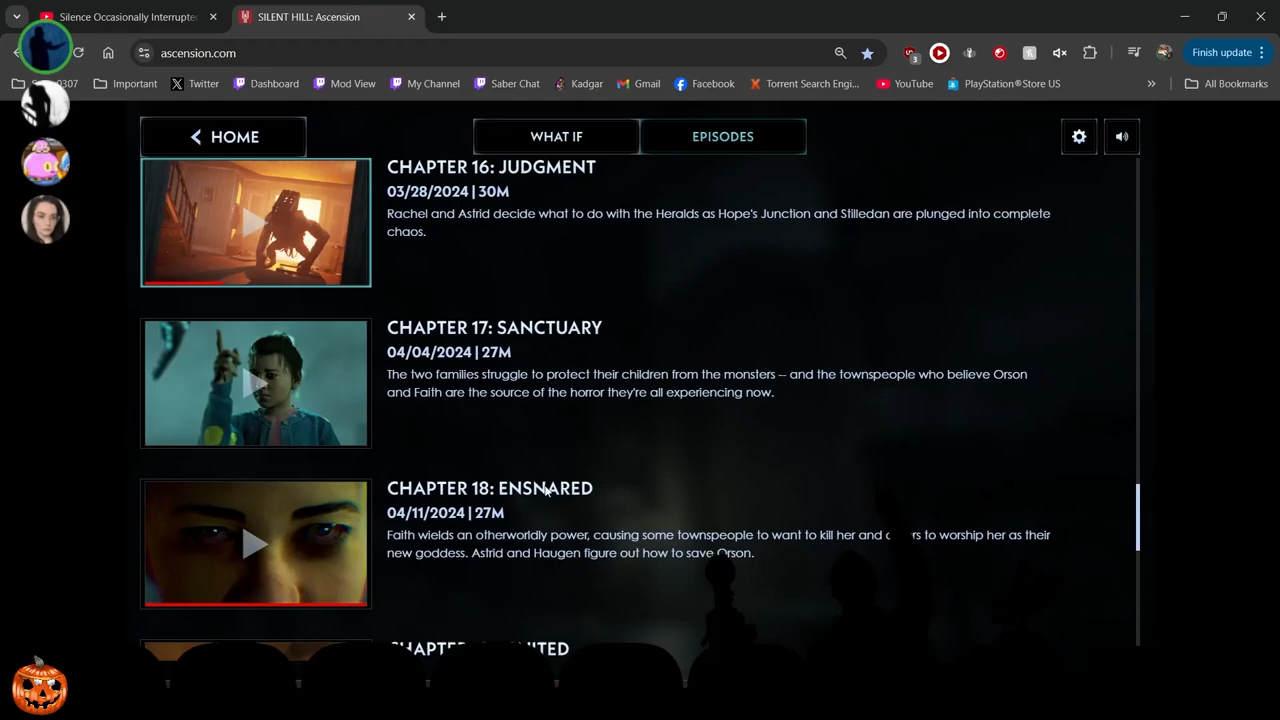 Silence Occasionally Interrupte
SILENT HILL: Ascension
ascension.com
3
Finish update
Important
Twitter
Dashboard
Mod View
My Channel
Saber Chat
Kadgar
Gmail
Facebook
Torrent Search Engi...
YouTube
PlayStation®Store US
All Bookmarks
HOME
WHAT IF
EPISODES
CHAPTER 16: JUDGMENT
03/28/2024 | 30M
Rachel and Astrid decide what to do with the Heralds as Hope's Junction and Stilledan are plunged into complete
chaos.
CHAPTER 17: SANCTUARY
04/04/2024 | 27M
The two families struggle to protect their children from the monsters -- and the townspeople who believe Orson
and Faith are the source of the horror they're all experiencing now.
CHAPTER 18: ENSNARED
04/11/2024 | 27M
Faith wields an otherworldly power, causing some townspeople to want to kill her and rs to worship her as their
new goddess. Astrid and Haugen figure out how to save Orson.